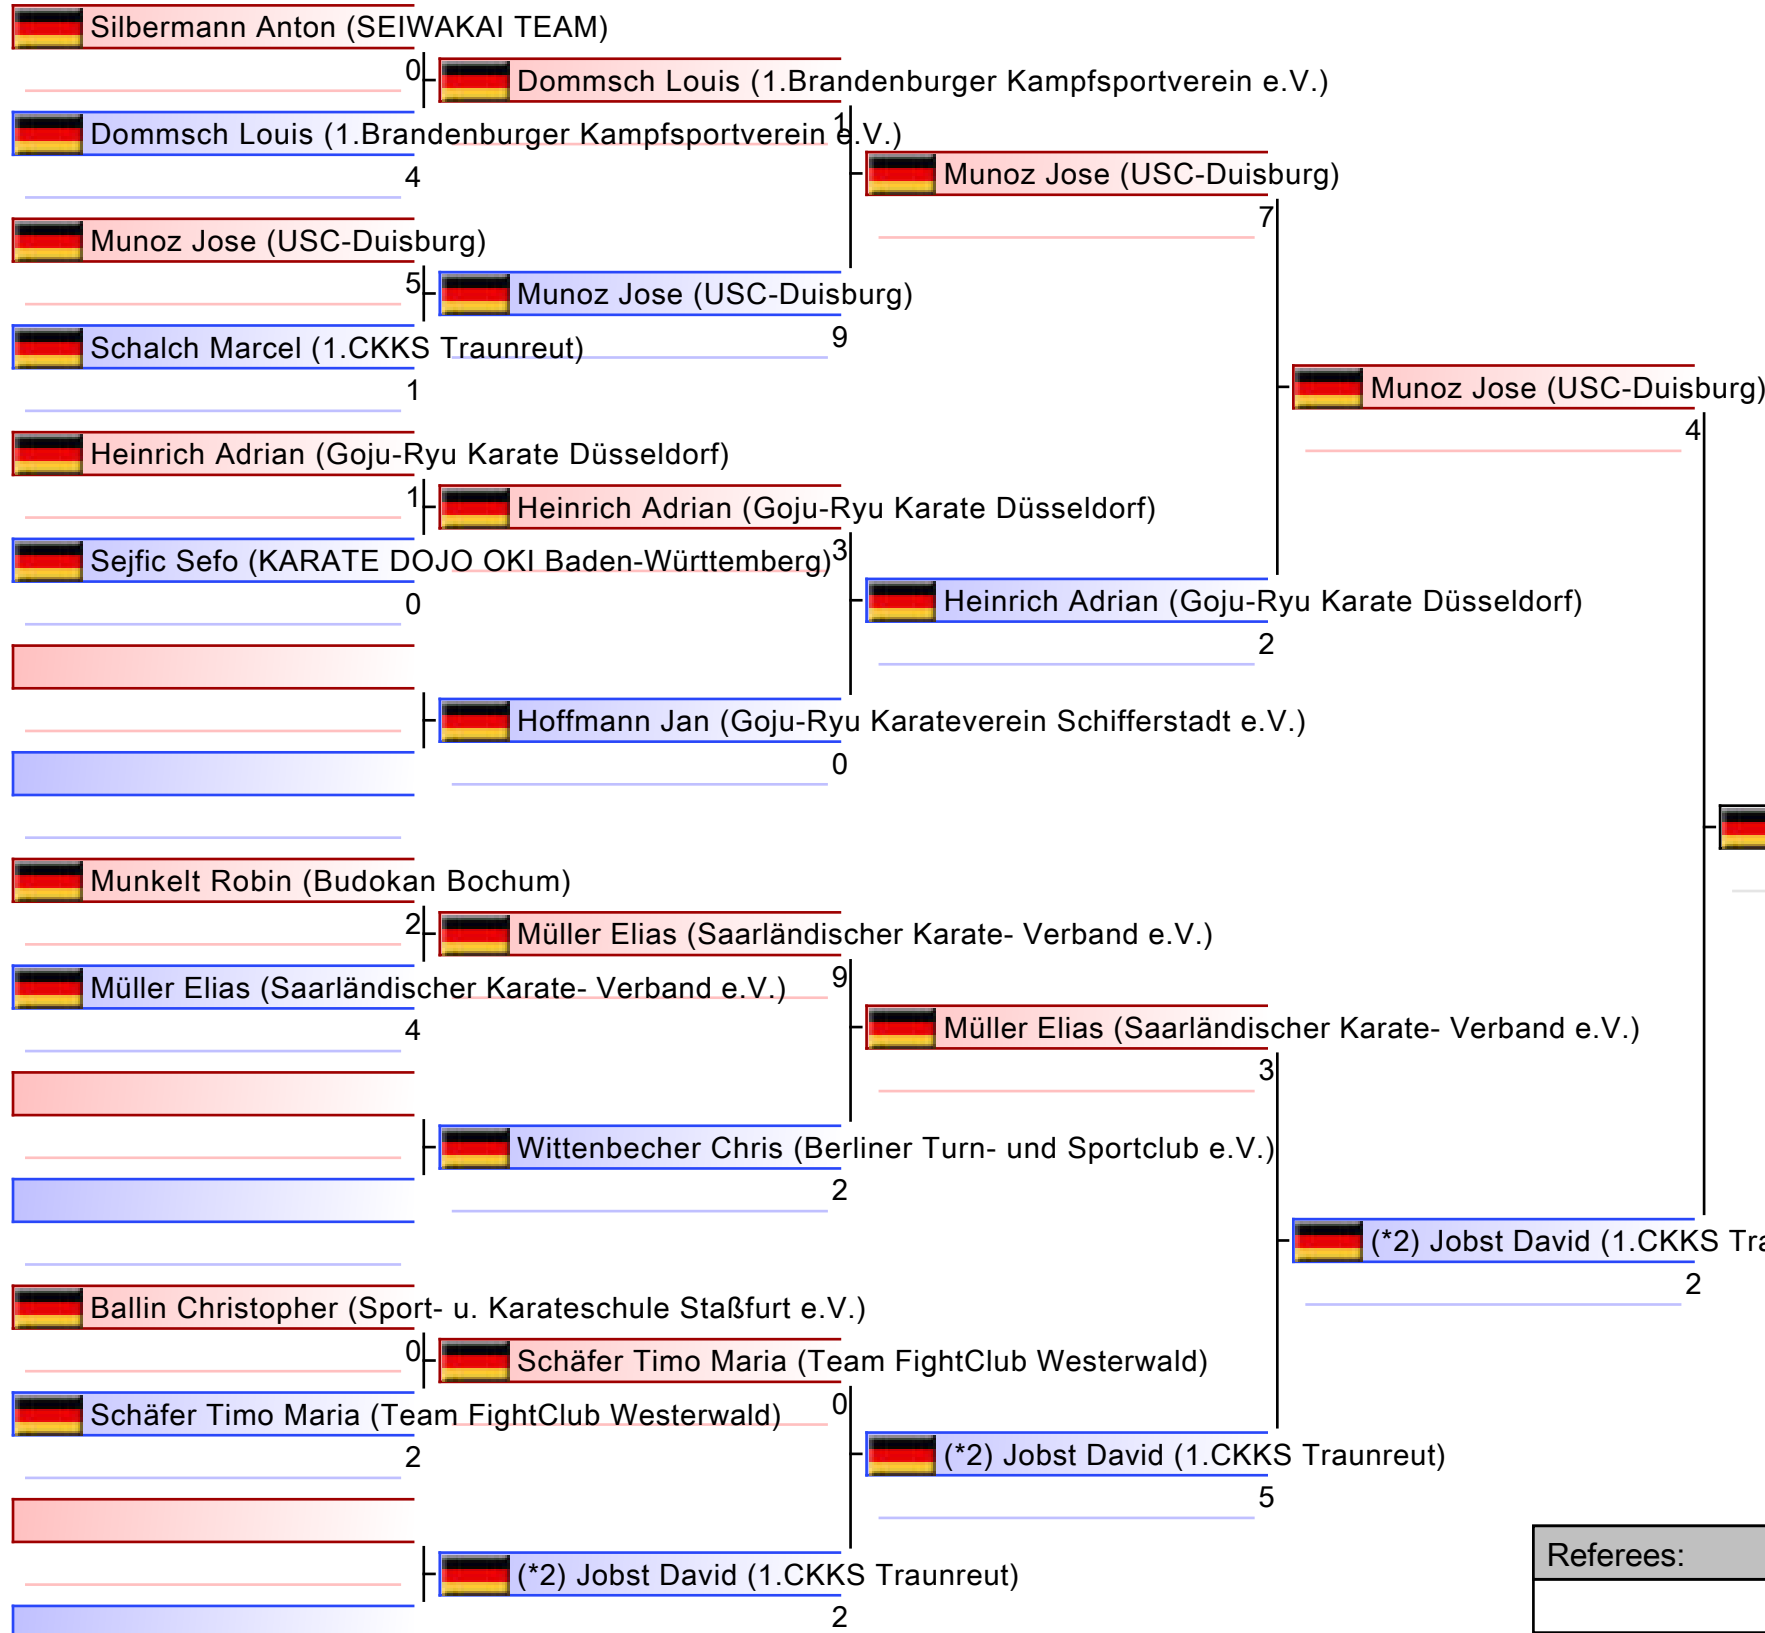 Silbermann Anton (SEIWAKAI TEAM)
0
Dommsch Louis (1.Brandenburger Kampfsportverein e.V.)
Dommsch Louis (1.Brandenburger Kampfsportverein e.V.)
1
4
Munoz Jose (USC-Duisburg)
7
Munoz Jose (USC-Duisburg)
5
Munoz Jose (USC-Duisburg)
9
Schalch Marcel (1.CKKS Traunreut)
1
Munoz Jose (USC-Duisburg)
4
Heinrich Adrian (Goju-Ryu Karate Düsseldorf)
1
Heinrich Adrian (Goju-Ryu Karate Düsseldorf)
3
Sejfic Sefo (KARATE DOJO OKI Baden-Württemberg)
0
Heinrich Adrian (Goju-Ryu Karate Düsseldorf)
2
Hoffmann Jan (Goju-Ryu Karateverein Schifferstadt e.V.)
0
Munkelt Robin (Budokan Bochum)
2
Müller Elias (Saarländischer Karate- Verband e.V.)
9
Müller Elias (Saarländischer Karate- Verband e.V.)
4
Müller Elias (Saarländischer Karate- Verband e.V.)
3
Wittenbecher Chris (Berliner Turn- und Sportclub e.V.)
2
(*2) Jobst David (1.CKKS Tra
2
Ballin Christopher (Sport- u. Karateschule Staßfurt e.V.)
0
Schäfer Timo Maria (Team FightClub Westerwald)
0
Schäfer Timo Maria (Team FightClub Westerwald)
2
(*2) Jobst David (1.CKKS Traunreut)
5
(*2) Jobst David (1.CKKS Traunreut)
2
Referees: